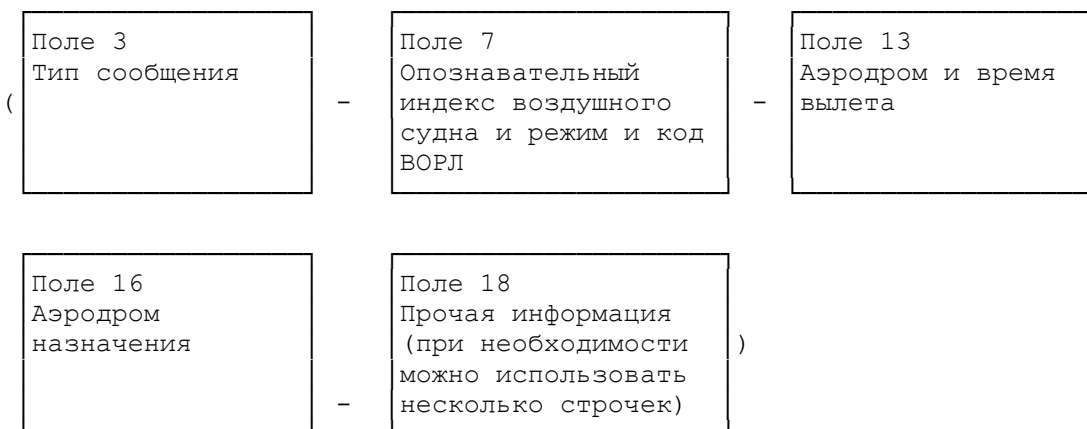 Поле 3
Тип сообщения
(
-
Поле 7
Опознавательный
индекс воздушного
судна и режим и код
ВОРЛ
-
Поле 13
Аэродром и время
вылета
Поле 16
Аэродром
назначения
-
Поле 18
Прочая информация
(при необходимости
можно использовать
несколько строчек)
)